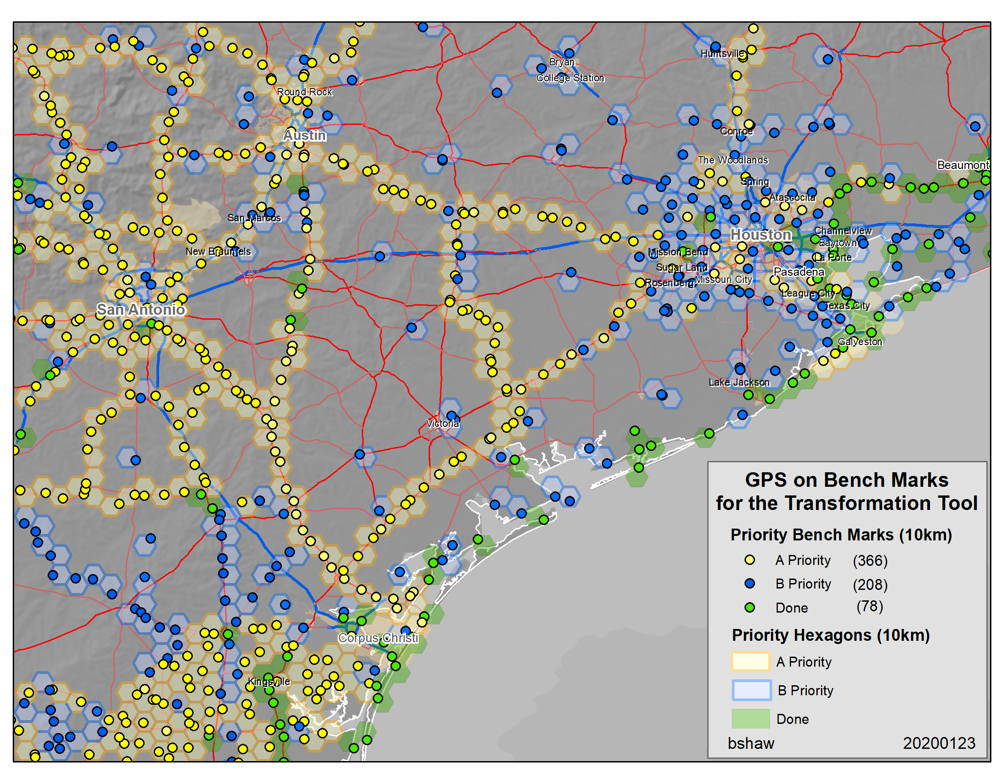 Huntsville
Bryan
College Station
Round Rock
Austin
Conroe
The Woodlands
Beaumont
Spring
Atascocita
San Marcos
Channelview
Houston
Baytown
New Braunfels
Mission Bend
La Porte
Sugar Land
Pasadena
Rosenberg
Missouri City
League City
Texas City
San Antonio
Galveston
Lake Jackson
Victoria
Corpus Christi
Kingsville
GPS on Bench Marks
for the Transformation Tool
Priority Bench Marks (10km)
A Priority (366)
B Priority (208)
Done (78)
Priority Hexagons (10km)
A Priority
B Priority
Done
bshaw 20200123